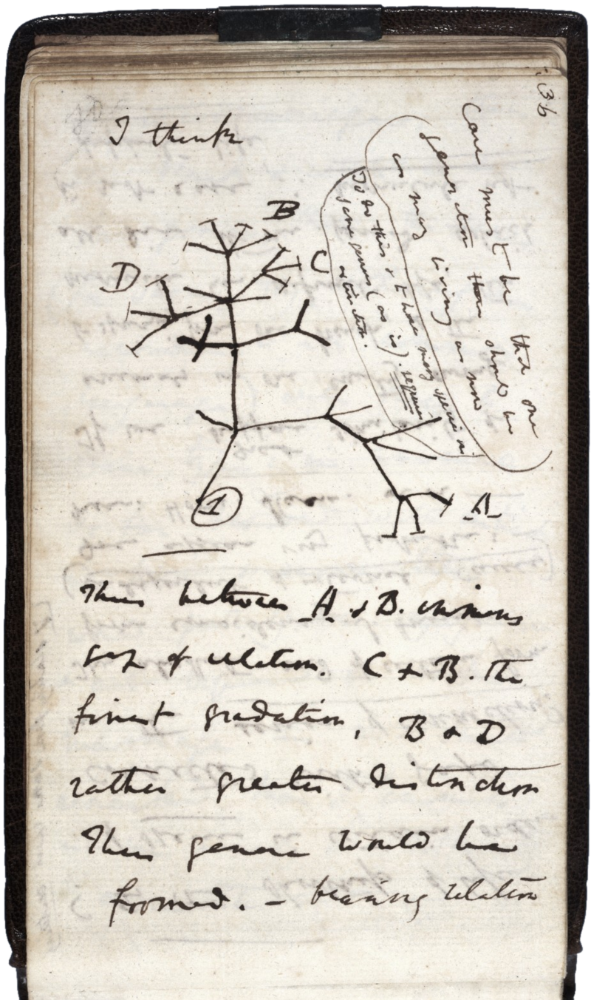 36
I think
Case must be that one
generation then should be
as many living as now
To do this & to have many species in
same genus (as is). requires
extinction.
B
C
D
A
1
Thus between A & B. immens
gap of relation. C & B. The
finest gradation, B & D
rather greater distinction
Thus genera would be
formed. — bearing relation